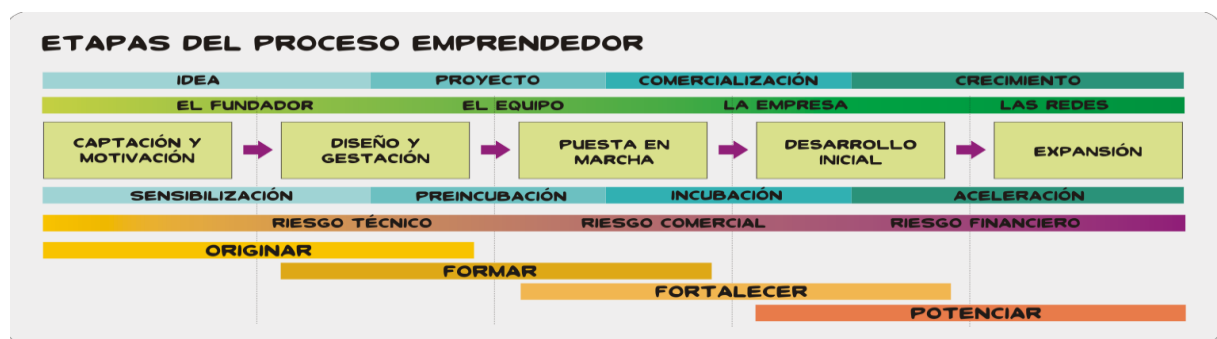 ETAPAS DEL PROCESO EMPRENDEDOR
IDEA PROYECTO COMERCIALIZACIÓN CRECIMIENTO
EL FUNDADOR EL EQUIPO LA EMPRESA LAS REDES
CAPTACIÓN Y
MOTIVACIÓN
DISEÑO Y
GESTACIÓN
PUESTA EN
MARCHA
DESARROLLO
INICIAL
EXPANSIÓN
SENSIBILIZACIÓN PREINCUBACIÓN INCUBACIÓN ACELERACIÓN
RIESGO TÉCNICO RIESGO COMERCIAL RIESGO FINANCIERO
ORIGINAR
FORMAR
FORTALECER
POTENCIAR